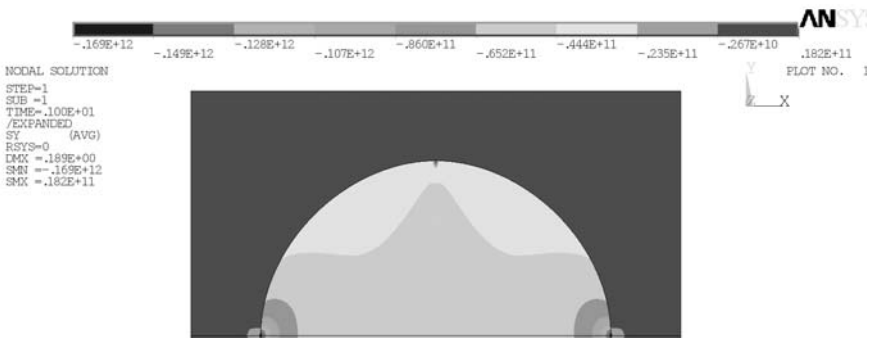 ANSY
-.169E+12 -.149E+12 -.128E+12 -.107E+12 -.860E+11 -.652E+11 -.444E+11 -.235E+11 -.267E+10 .182E+11
NODAL SOLUTION
Y
PLOT NO. 1
STEP=1
SUB =1
Z X
TIME=.100E+01
/EXPANDED
SY (AVG)
RSYS=0
DMX =.189E+00
SMN =-.169E+12
SMX =.182E+11